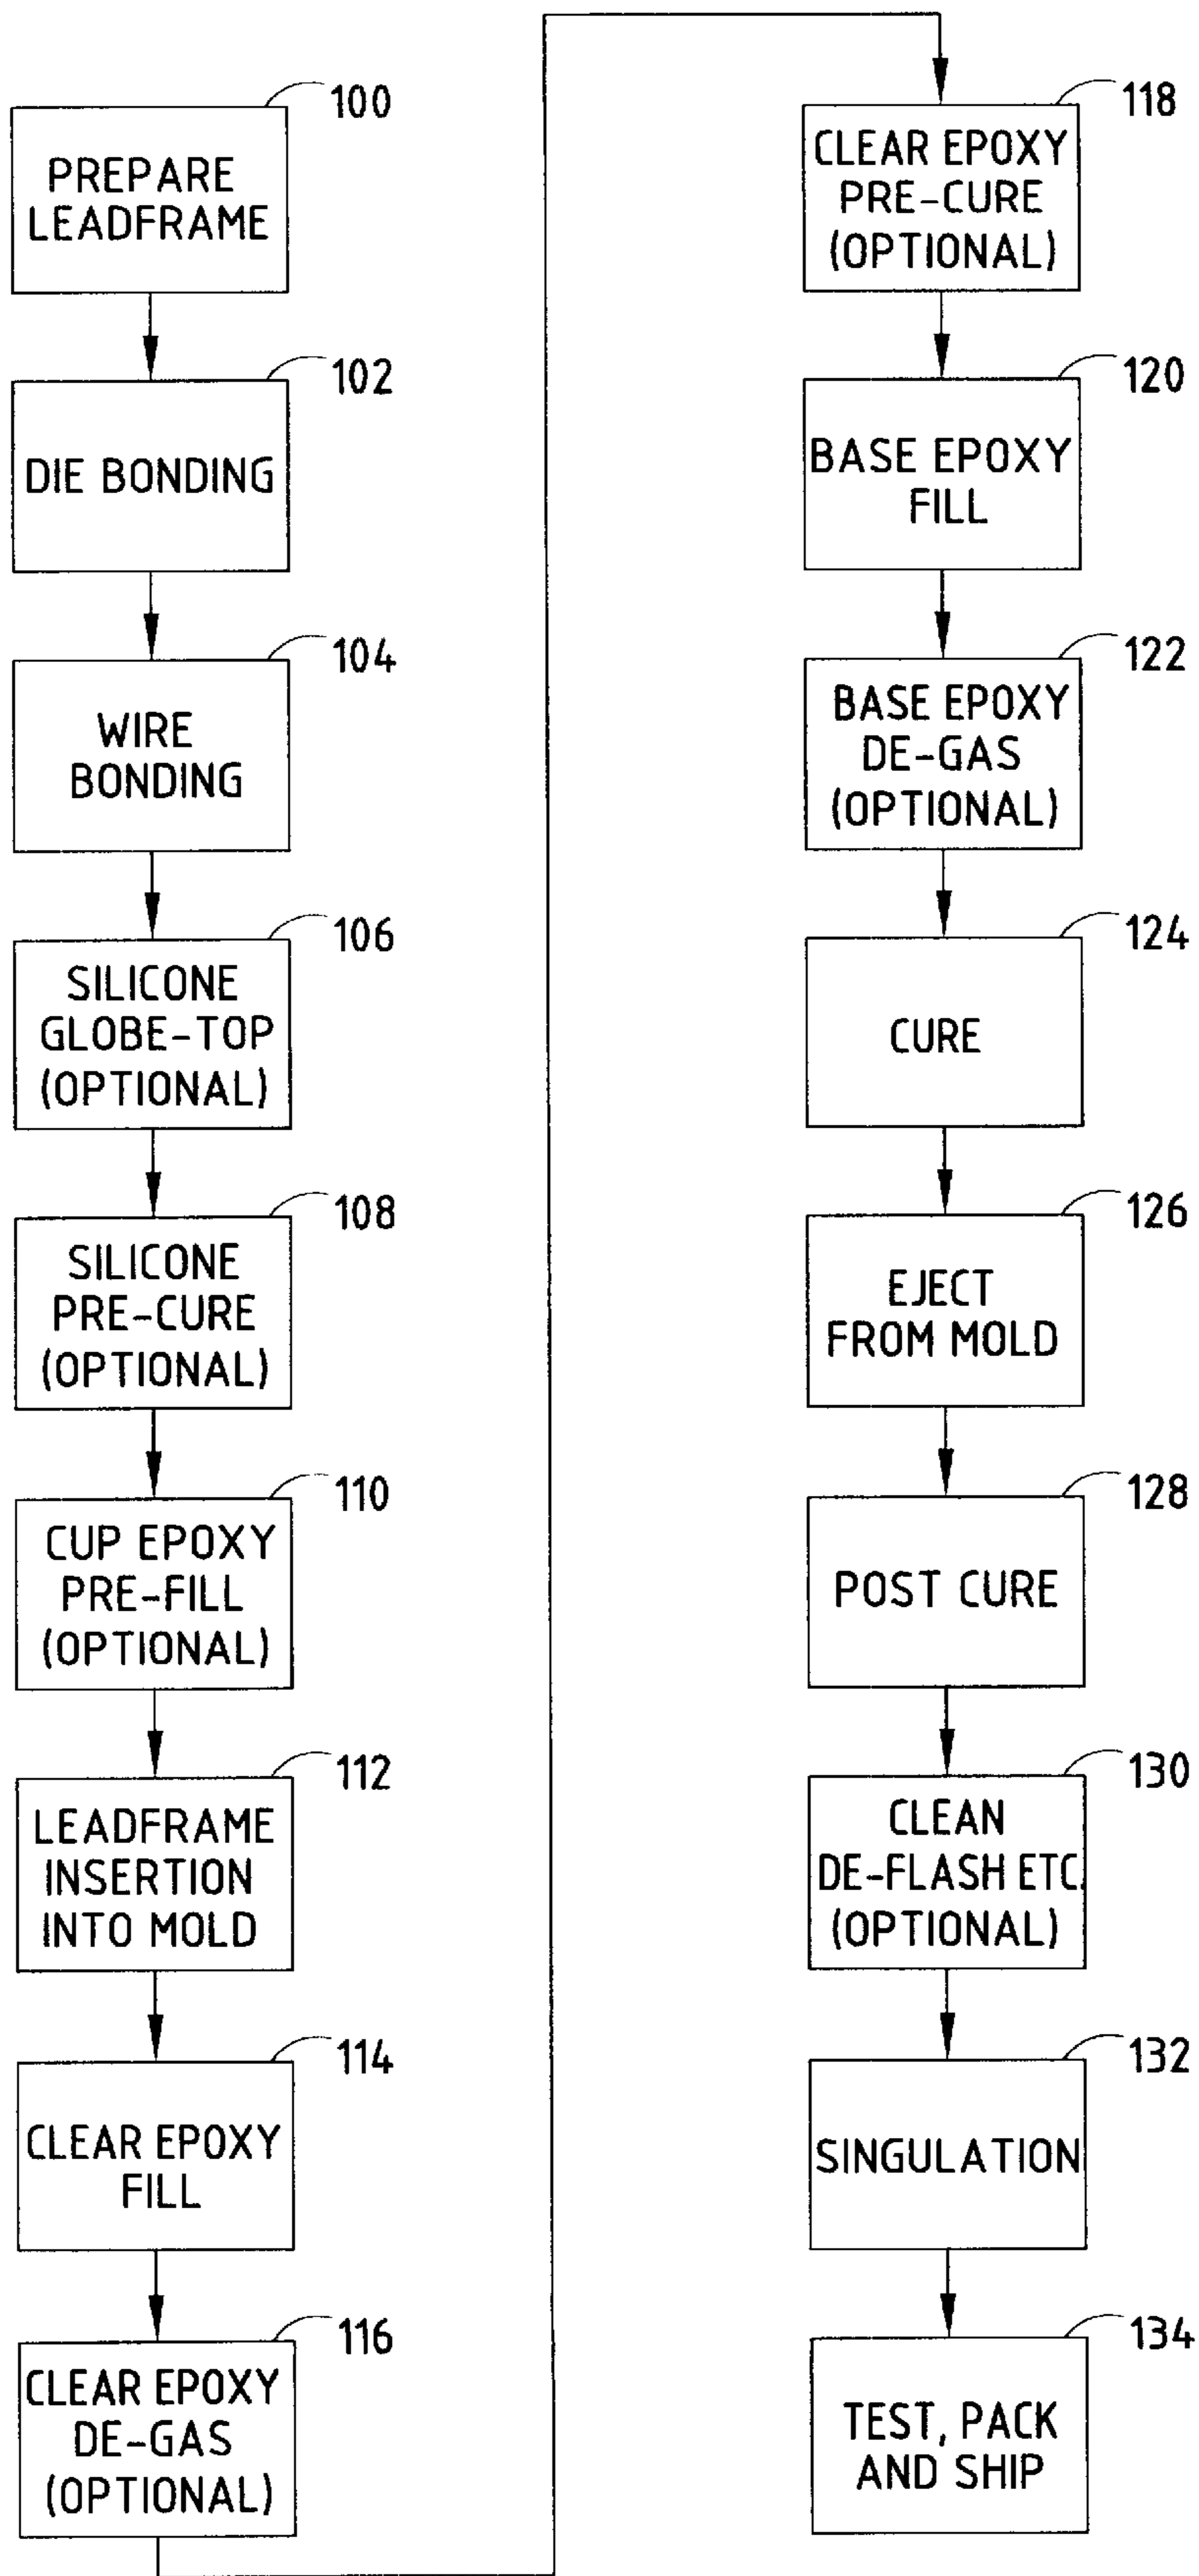 100
PREPARE
LEADFRAME
102
DIE BONDING
104
WIRE
BONDING
106
SILICONE
GLOBE-TOP
(OPTIONAL)
108
SILICONE
PRE-CURE
(OPTIONAL)
110
CUP EPOXY
PRE-FILL
(OPTIONAL)
112
LEADFRAME
INSERTION
INTO MOLD
114
CLEAR EPOXY
FILL
116
CLEAR EPOXY
DE-GAS
(OPTIONAL)
118
CLEAR EPOXY
PRE-CURE
(OPTIONAL)
120
BASE EPOXY
FILL
122
BASE EPOXY
DE-GAS
(OPTIONAL)
124
CURE
126
EJECT
FROM MOLD
128
POST CURE
130
CLEAN
DE-FLASH ETC.
(OPTIONAL)
132
SINGULATION
134
TEST, PACK
AND SHIP